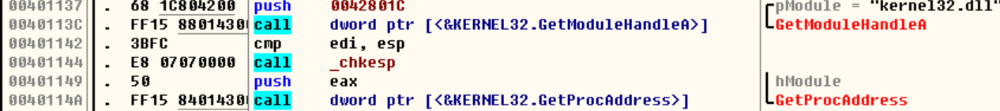 00401137 . 68 1C804200 push 0042801C pModule = "kernel32.dll"
0040113C . FF15 88014300 call dword ptr [<&KERNEL32.GetModuleHandleA>] GetModuleHandleA
00401142 . 3BFC cmp edi, esp
00401144 . E8 07070000 call _chkesp
00401149 . 50 push eax hModule
0040114A . FF15 84014300 call dword ptr [<&KERNEL32.GetProcAddress>] GetProcAddress